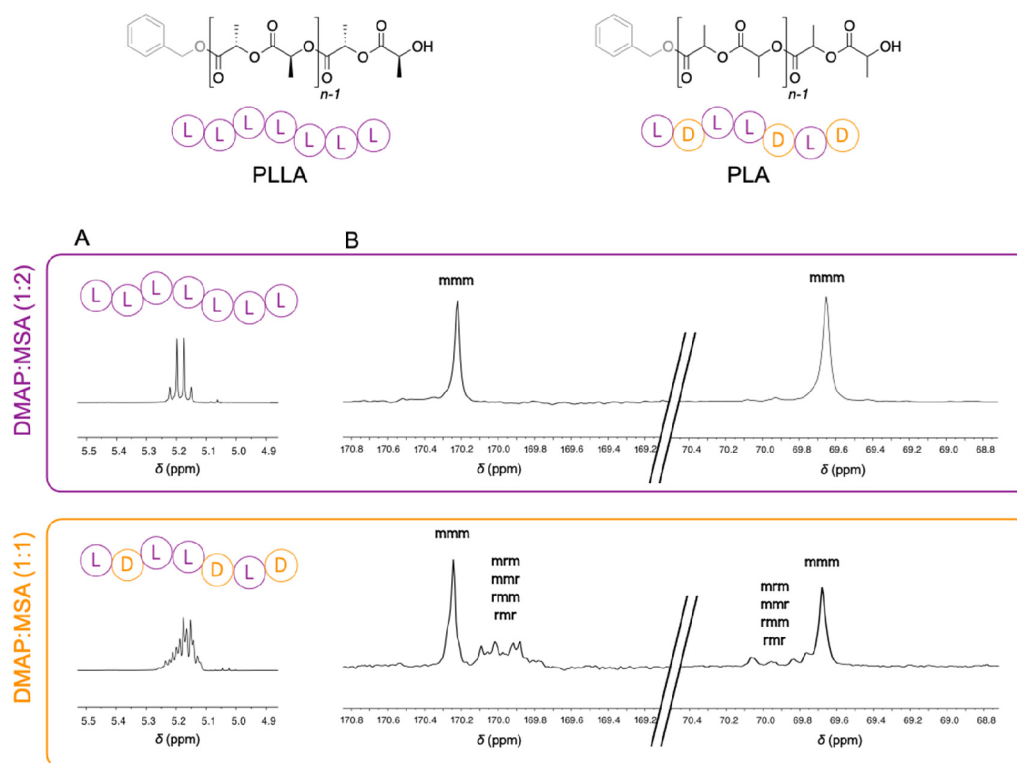 O
O
O
O
O
O
O
O
OH
n-1
O
O
O
O
O
O
O
O
OH
n-1
L L L L L L L
L D L L D L D
PLLA
PLA
A
B
DMAP:MSA (1:2)
L L L L L L L
mmm
mmm
5.5 5.4 5.3 5.2 5.1 5.0 4.9
δ (ppm)
170.8 170.6 170.4 170.2 170.0 169.8 169.6 169.4 169.2
δ (ppm)
70.4 70.2 70.0 69.8 69.6 69.4 69.2 69.0 68.8
δ (ppm)
DMAP:MSA (1:1)
L D L L D L D
mmm
mrm
mmr
rmm
rmr
mrm
mmr
rmm
rmr
mmm
5.5 5.4 5.3 5.2 5.1 5.0 4.9
δ (ppm)
170.8 170.6 170.4 170.2 170.0 169.8 169.6 169.4 169.2
δ (ppm)
70.4 70.2 70.0 69.8 69.6 69.4 69.2 69.0 68.8
δ (ppm)